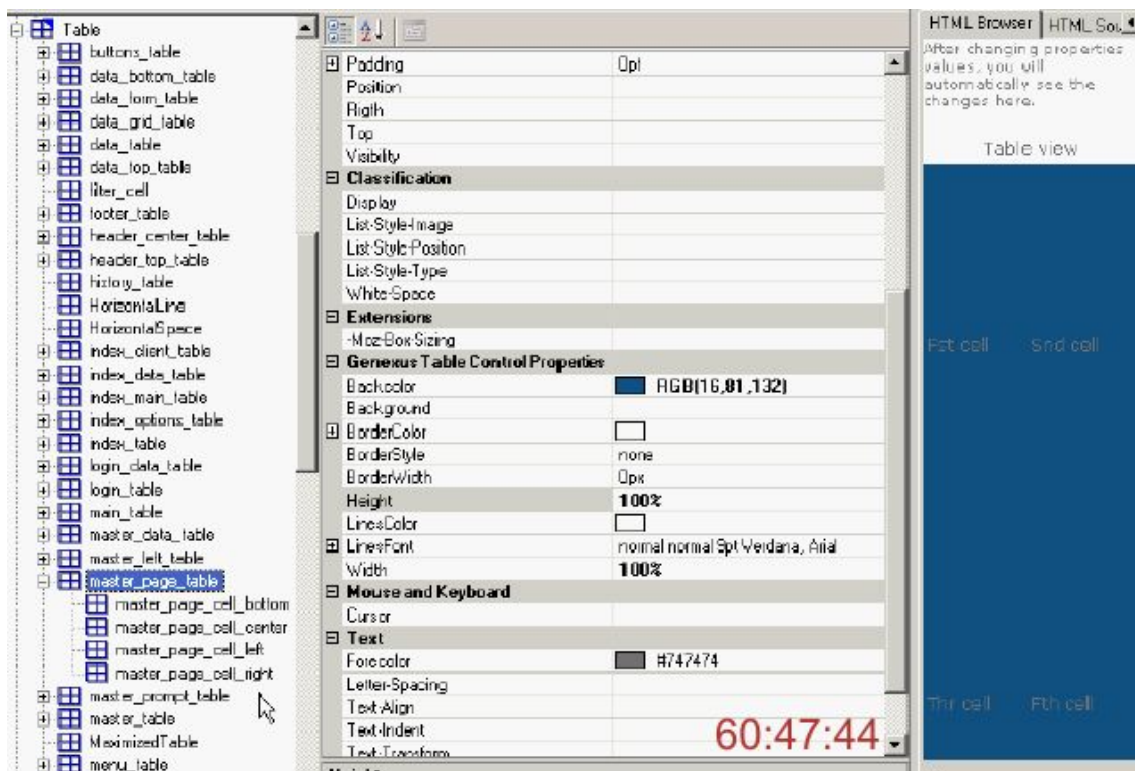 Table
buttons_table
data_bottom_table
data_form_table
data_grid_table
data_table
data_top_table
filter_cell
footer_table
header_center_table
header_top_table
history_table
HorizontalLine
HorizontalSpace
index_client_table
index_data_table
index_main_table
index_options_table
index_table
login_data_table
login_table
main_table
master_data_table
master_left_table
master_page_table
master_page_cell_bottom
master_page_cell_center
master_page_cell_left
master_page_cell_right
master_prompt_table
master_table
MaximizedTable
menu_table
Padding 0pt
Position
Rigth
Top
Visibility
Classification
Display
List-Style-Image
List-Style-Position
List-Style-Type
White-Space
Extensions
-Moz-Box-Sizing
Genexus Table Control Properties
Backcolor RGB(16,81,132)
Background
BorderColor
BorderStyle none
BorderWidth 0px
Height 100%
LinesColor
LinesFont normal normal 9pt Verdana, Arial
Width 100%
Mouse and Keyboard
Cursor
Text
Forecolor #747474
Letter-Spacing
Text-Align
Text-Indent
Text-Transform
60:47:44
HTML Browser HTML Sou
After changing properties
values, you will
automatically see the
changes here.
Table view
Fst cell Snd cell
Thr cell Fth cell